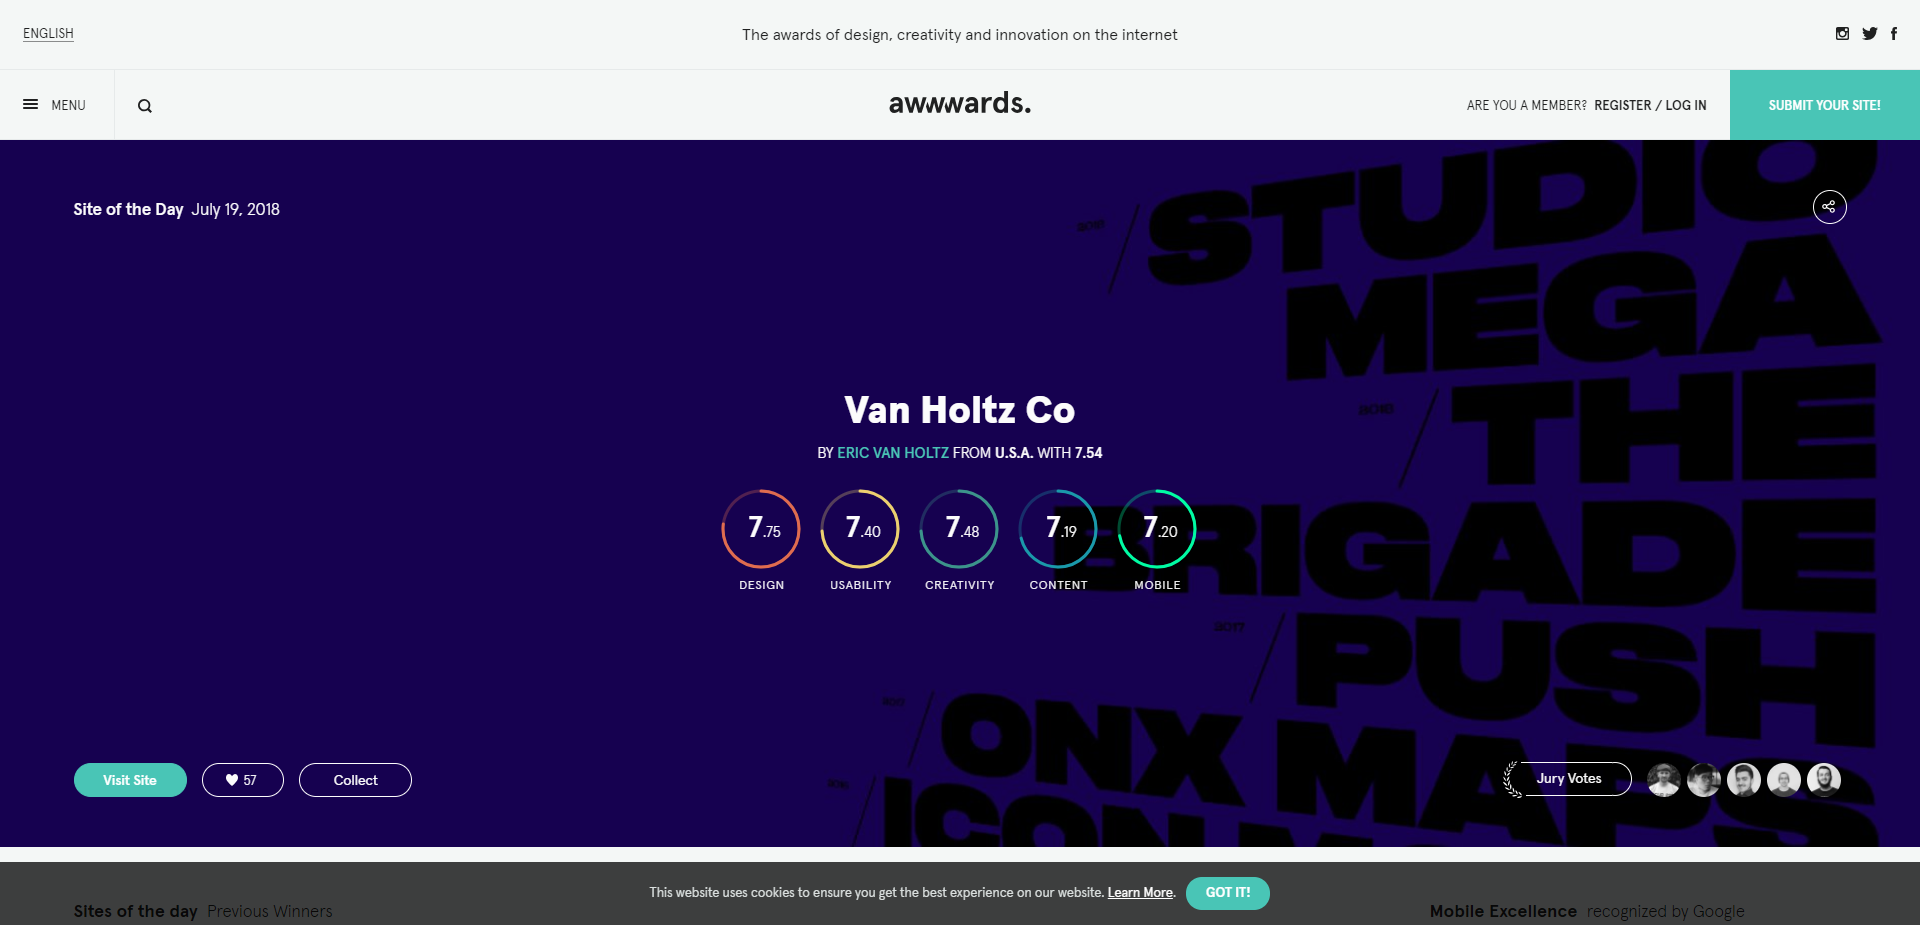 ENGLISH
The awards of design, creativity and innovation on the internet
MENU
awwwards.
ARE YOU A MEMBER? REGISTER / LOG IN
SUBMIT YOUR SITE!
Site of the Day July 19, 2018
STUDIO
MEGA
2018
THE
BRIGADE
2017
PUSH
ONX MAPS
ICON
Van Holtz Co
BY ERIC VAN HOLTZ FROM U.S.A. WITH 7.54
7.75 7.40 7.48 7.19 7.20
DESIGN USABILITY CREATIVITY CONTENT MOBILE
Visit Site
57
Collect
Jury Votes
This website uses cookies to ensure you get the best experience on our website. Learn More.
GOT IT!
Sites of the day Previous Winners
Mobile Excellence recognized by Google